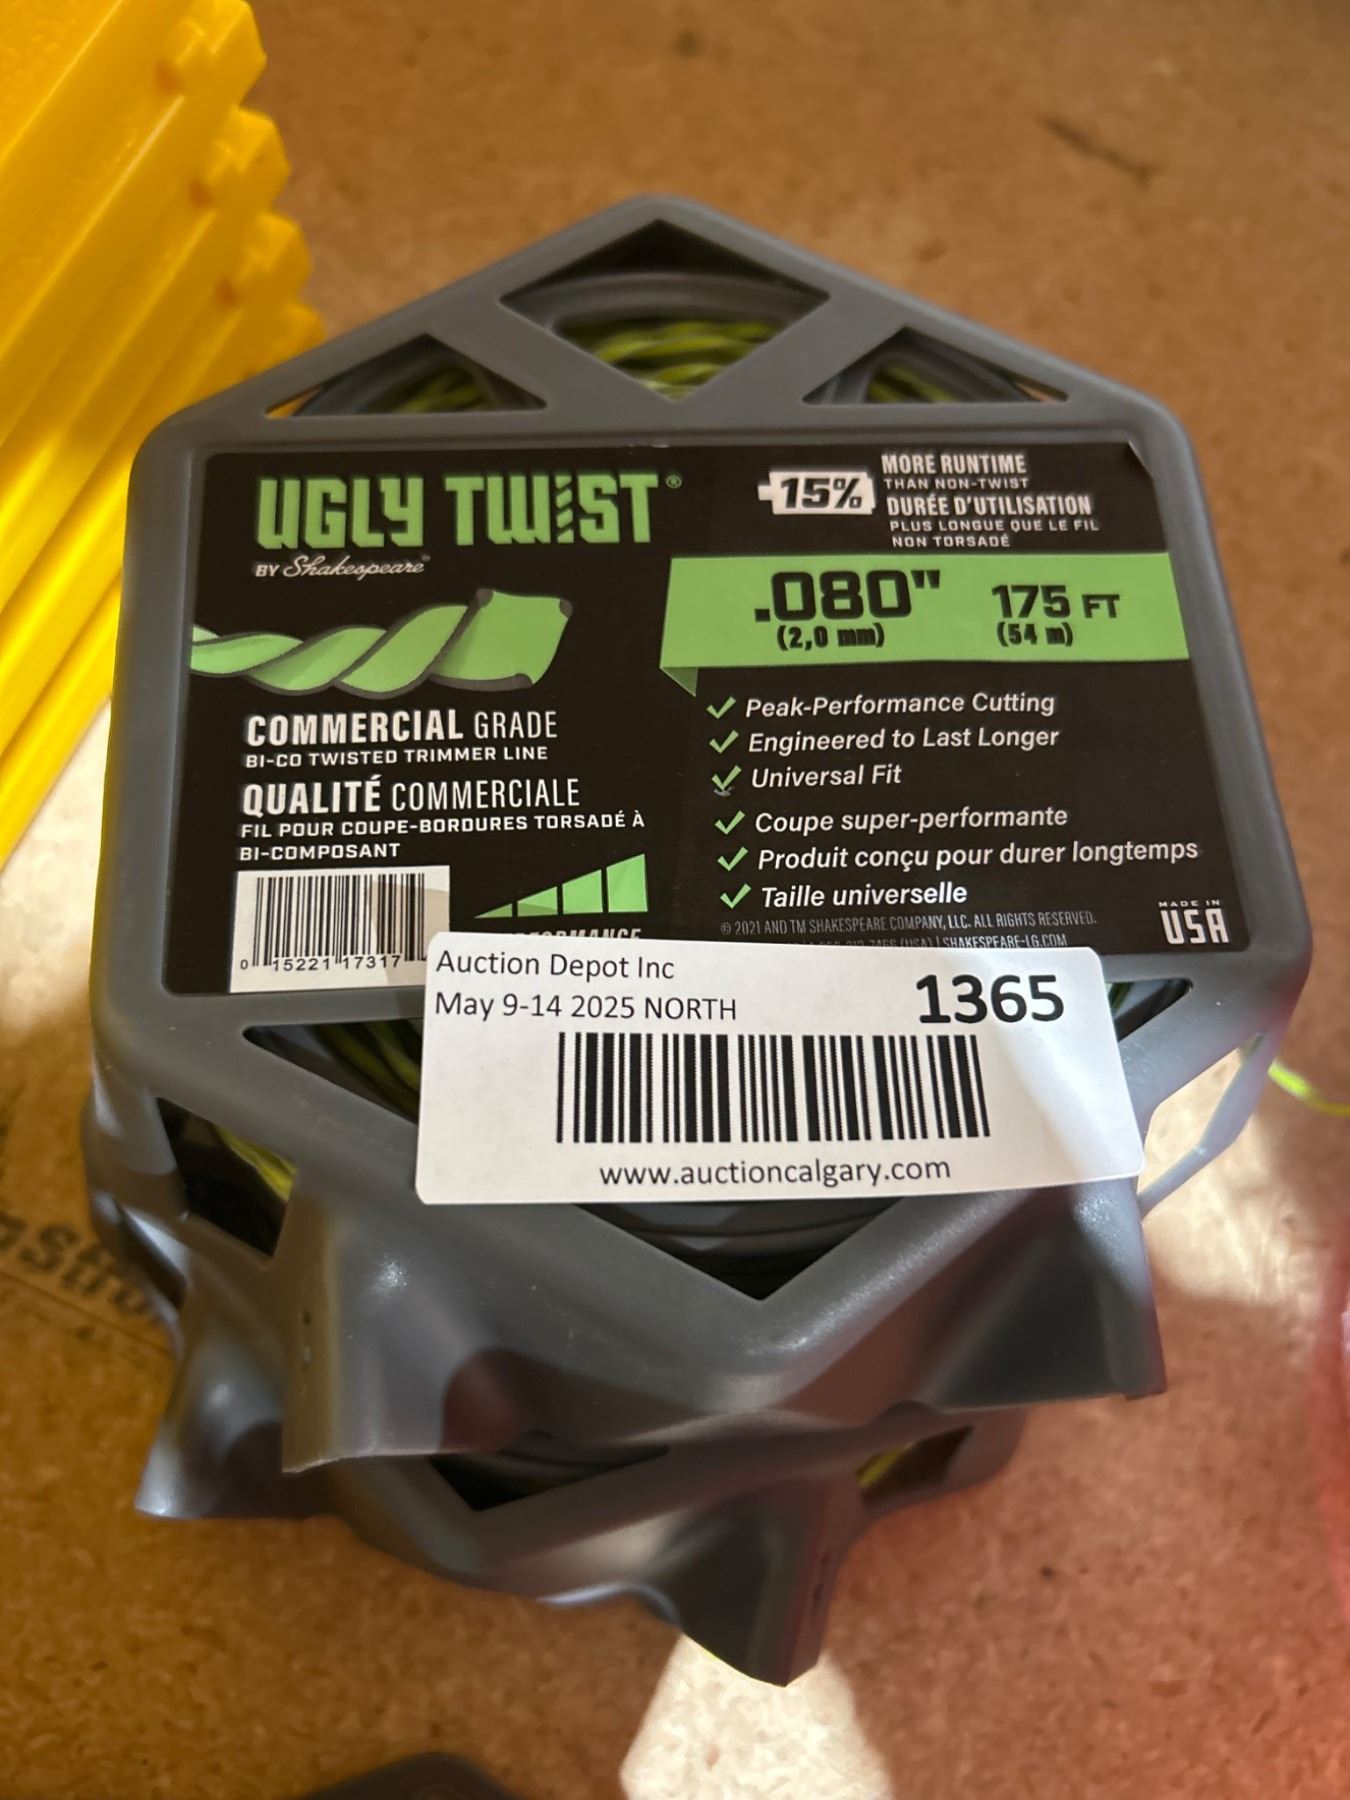 UGLY TWIST®
BY Shakespeare®
15%
MORE RUNTIME
THAN NON-TWIST
DURÉE D'UTILISATION
PLUS LONGUE QUE LE FIL
NON TORSADÉ
.080"
(2,0 mm)
175 FT
(54 m)
COMMERCIAL GRADE
BI-CO TWISTED TRIMMER LINE
QUALITÉ COMMERCIALE
FIL POUR COUPE-BORDURES TORSADÉ À
BI-COMPOSANT
Peak-Performance Cutting
Engineered to Last Longer
Universal Fit
Coupe super-performante
Produit conçu pour durer longtemps
Taille universelle
© 2021 AND TM SHAKESPEARE COMPANY, LLC. ALL RIGHTS RESERVED.
(USA) | SHAKESPEARE-LG.COM
MADE IN
USA
0 15221 17317
Auction Depot Inc
May 9-14 2025 NORTH
1365
www.auctioncalgary.com